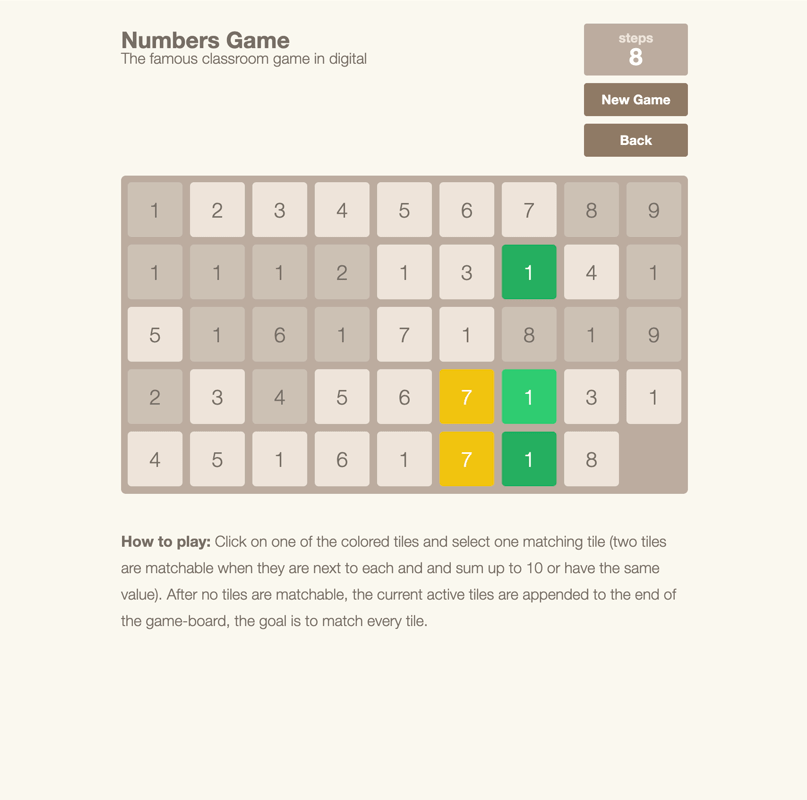 Numbers Game
The famous classroom game in digital
steps
8
New Game
Back
1 2 3 4 5 6 7 8 9
1 1 1 2 1 3 1 4 1
5 1 6 1 7 1 8 1 9
2 3 4 5 6 7 1 3 1
4 5 1 6 1 7 1 8
How to play: Click on one of the colored tiles and select one matching tile (two tiles
are matchable when they are next to each and and sum up to 10 or have the same
value). After no tiles are matchable, the current active tiles are appended to the end of
the game-board, the goal is to match every tile.